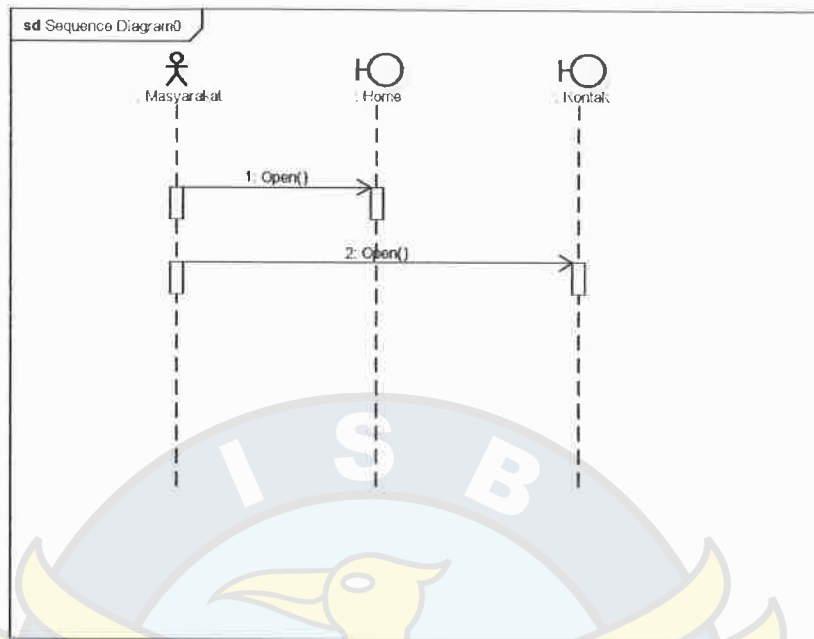 sd Sequence Diagram0
: Masyarakat
: Home
: Kontak
1: Open()
2: Open()
I S B